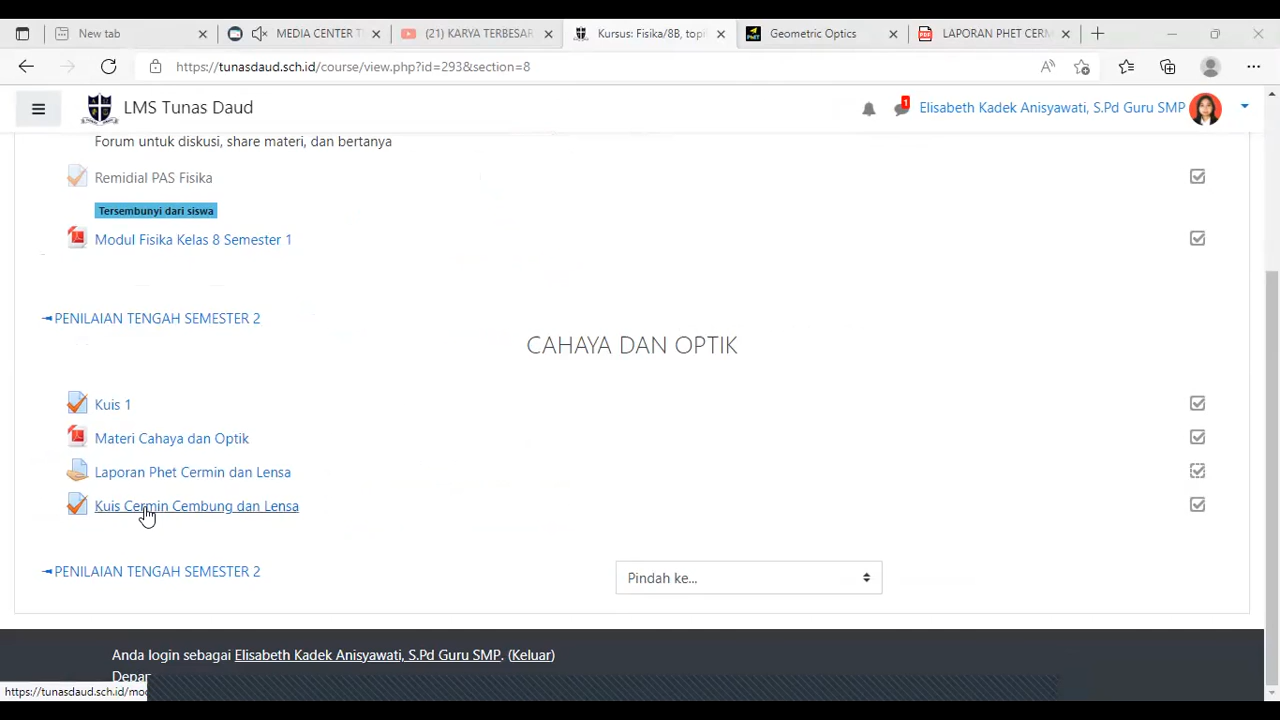 New tab
MEDIA CENTER T
(21) KARYA TERBESAR
Kursus: Fisika/8B, topi
Geometric Optics
LAPORAN PHET CERM
https://tunasdaud.sch.id/course/view.php?id=293&section=8
LMS Tunas Daud
1
Elisabeth Kadek Anisyawati, S.Pd Guru SMP
Forum untuk diskusi, share materi, dan bertanya
Remidial PAS Fisika
Tersembunyi dari siswa
Modul Fisika Kelas 8 Semester 1
PENILAIAN TENGAH SEMESTER 2
CAHAYA DAN OPTIK
Kuis 1
Materi Cahaya dan Optik
Laporan Phet Cermin dan Lensa
Kuis Cermin Cembung dan Lensa
PENILAIAN TENGAH SEMESTER 2
Pindah ke...
Anda login sebagai Elisabeth Kadek Anisyawati, S.Pd Guru SMP. (Keluar)
Depar
https://tunasdaud.sch.id/mod